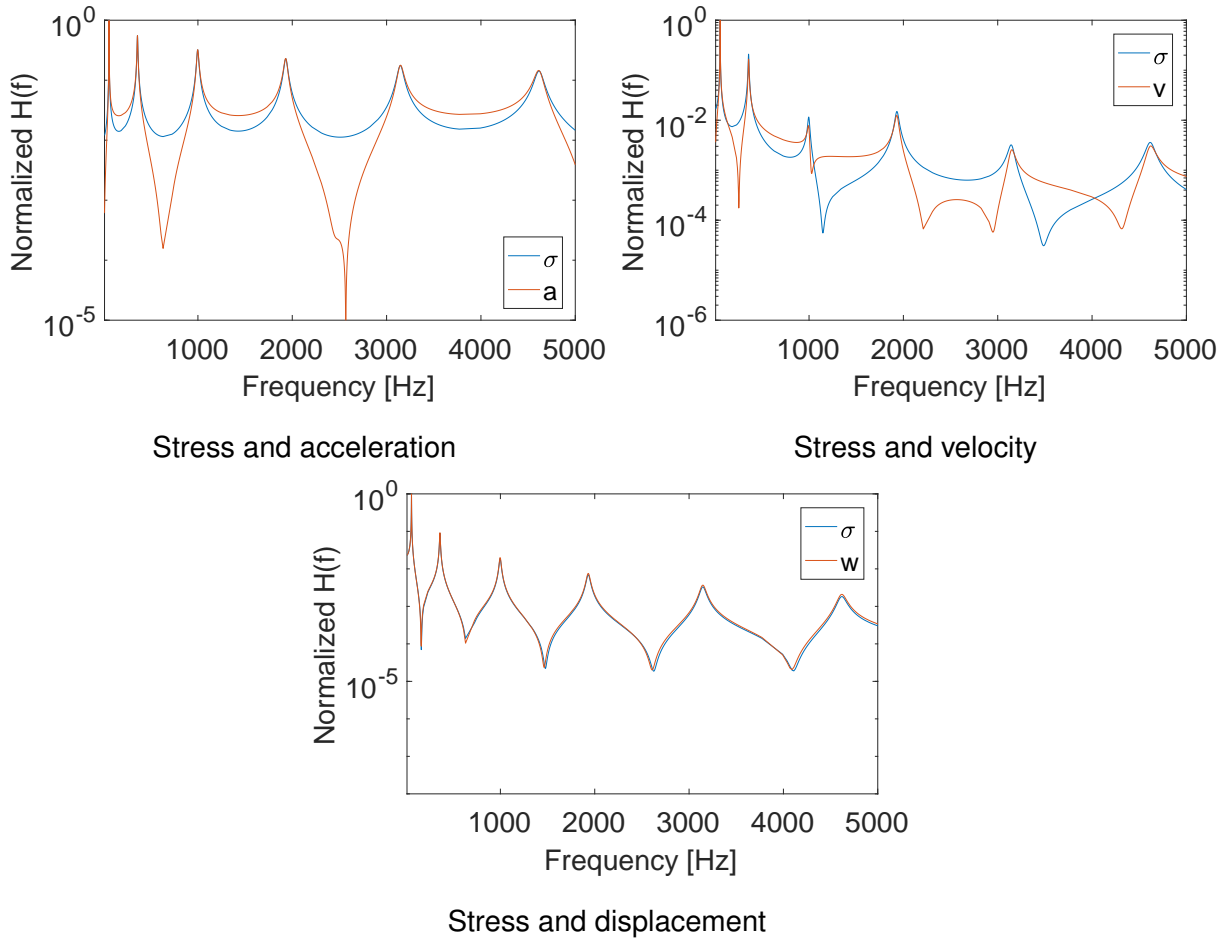 Normalized H(f)
10^0
10^-5
σ
a
1000 2000 3000 4000 5000
Frequency [Hz]
Stress and acceleration
Normalized H(f)
10^0
10^-2
10^-4
10^-6
σ
v
1000 2000 3000 4000 5000
Frequency [Hz]
Stress and velocity
Normalized H(f)
10^0
10^-5
σ
w
1000 2000 3000 4000 5000
Frequency [Hz]
Stress and displacement